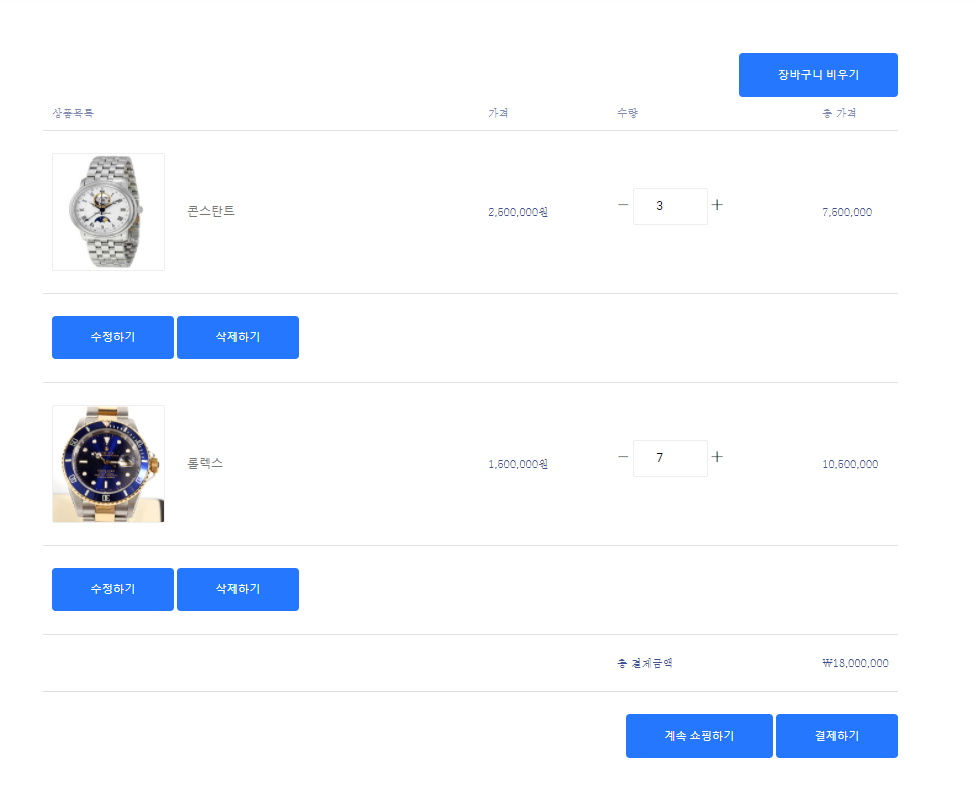 장바구니 비우기
상품목록 가격 수량 총 가격
콘스탄트 2,500,000원 − 3 + 7,500,000
수정하기 삭제하기
롤렉스 1,500,000원 − 7 + 10,500,000
수정하기 삭제하기
총 결제금액 ₩18,000,000
계속 쇼핑하기 결제하기